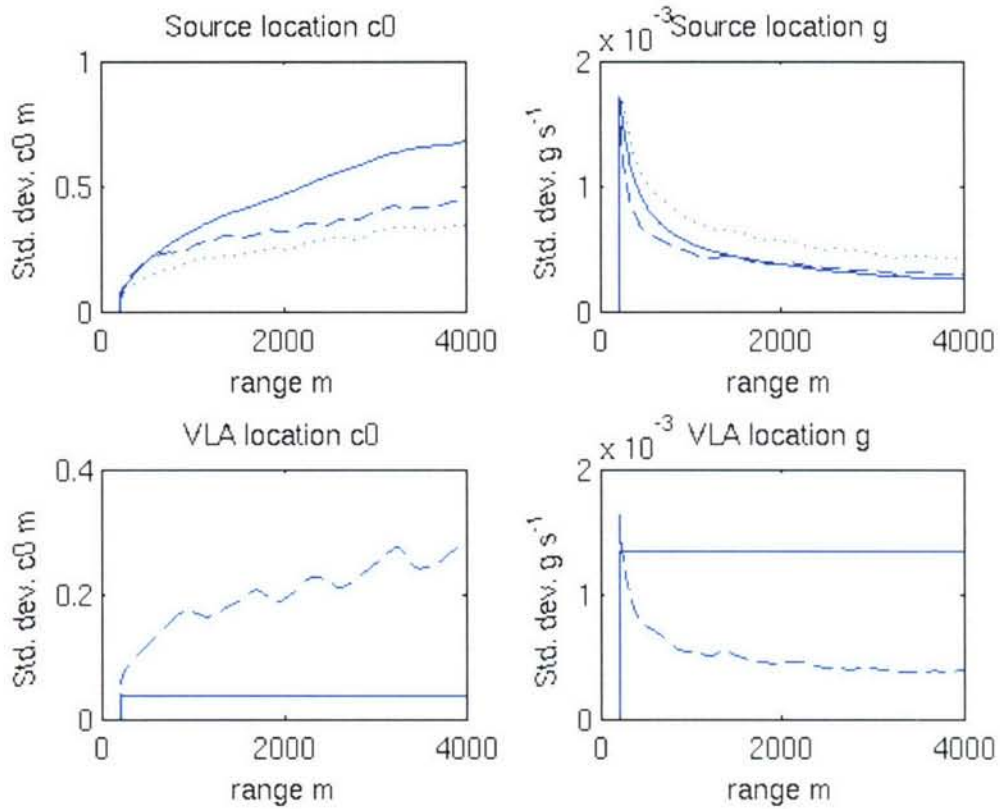 Source location c0
1
0.5
0
Std. dev. c0 m
0 2000 4000
range m
2 x 10^-3 Source location g
1
0
Std. dev. g s^-1
0 2000 4000
range m
VLA location c0
0.4
0.2
0
Std. dev. c0 m
0 2000 4000
range m
2 x 10^-3 VLA location g
1
0
Std. dev. g s^-1
0 2000 4000
range m